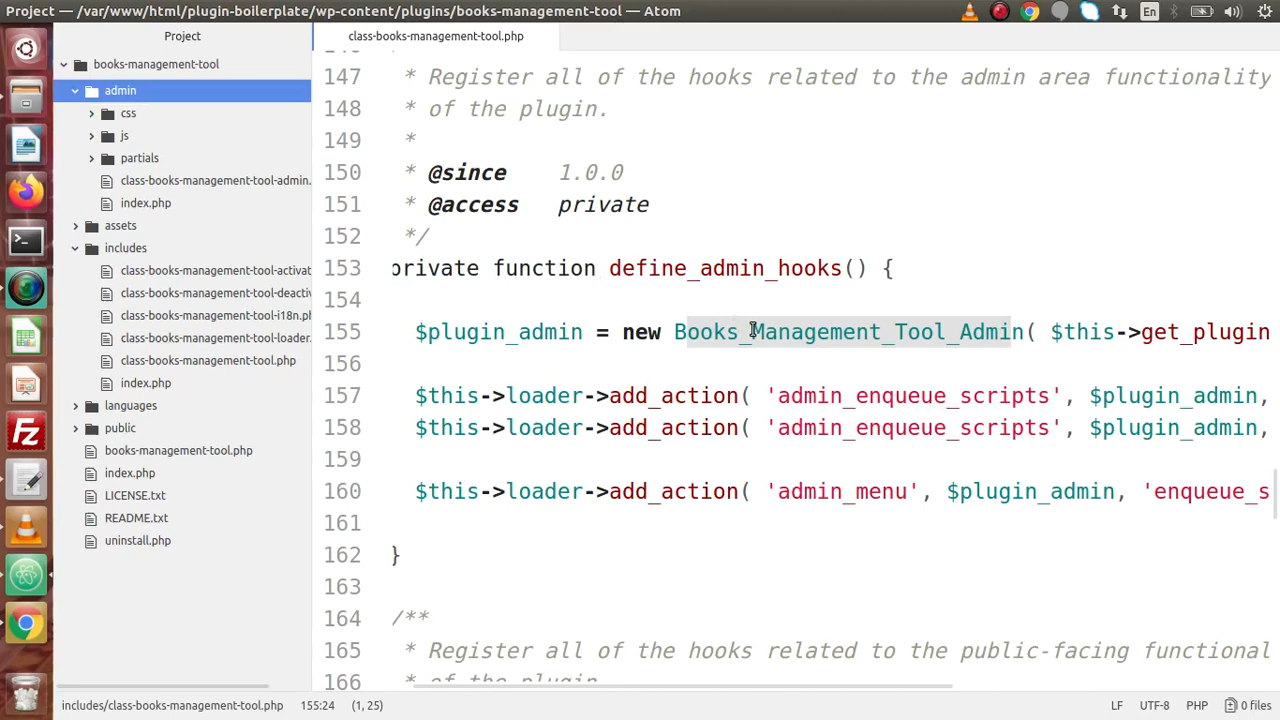 Project — /var/www/html/plugin-boilerplate/wp-content/plugins/books-management-tool — Atom
En
Project
books-management-tool
admin
css
js
partials
class-books-management-tool-admin.
index.php
assets
includes
class-books-management-tool-activat
class-books-management-tool-deactiv
class-books-management-tool-i18n.ph
class-books-management-tool-loader.
class-books-management-tool.php
index.php
languages
public
books-management-tool.php
index.php
LICENSE.txt
README.txt
uninstall.php
class-books-management-tool.php
147 * Register all of the hooks related to the admin area functionality
148 * of the plugin.
149 *
150 * @since 1.0.0
151 * @access private
152 */
153 private function define_admin_hooks() {
154
155 $plugin_admin = new Books_Management_Tool_Admin( $this->get_plugin
156
157 $this->loader->add_action( 'admin_enqueue_scripts', $plugin_admin,
158 $this->loader->add_action( 'admin_enqueue_scripts', $plugin_admin,
159
160 $this->loader->add_action( 'admin_menu', $plugin_admin, 'enqueue_s
161
162 }
163
164 /**
165 * Register all of the hooks related to the public-facing functional
166 * of the plugin
includes/class-books-management-tool.php 155:24 (1, 25) LF UTF-8 PHP 0 files